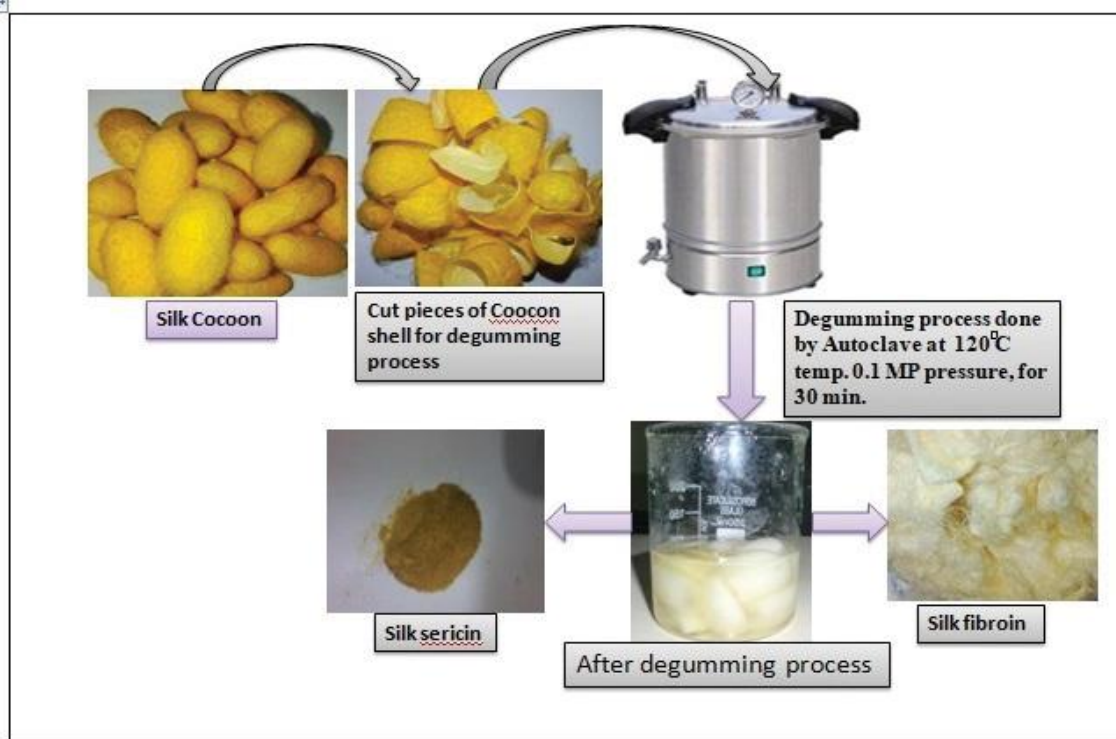 Silk Cocoon
Cut pieces of Coocon
shell for degumming
process
Degumming process done
by Autoclave at 120°C
temp. 0.1 MP pressure, for
30 min.
Silk sericin
Silk fibroin
After degumming process